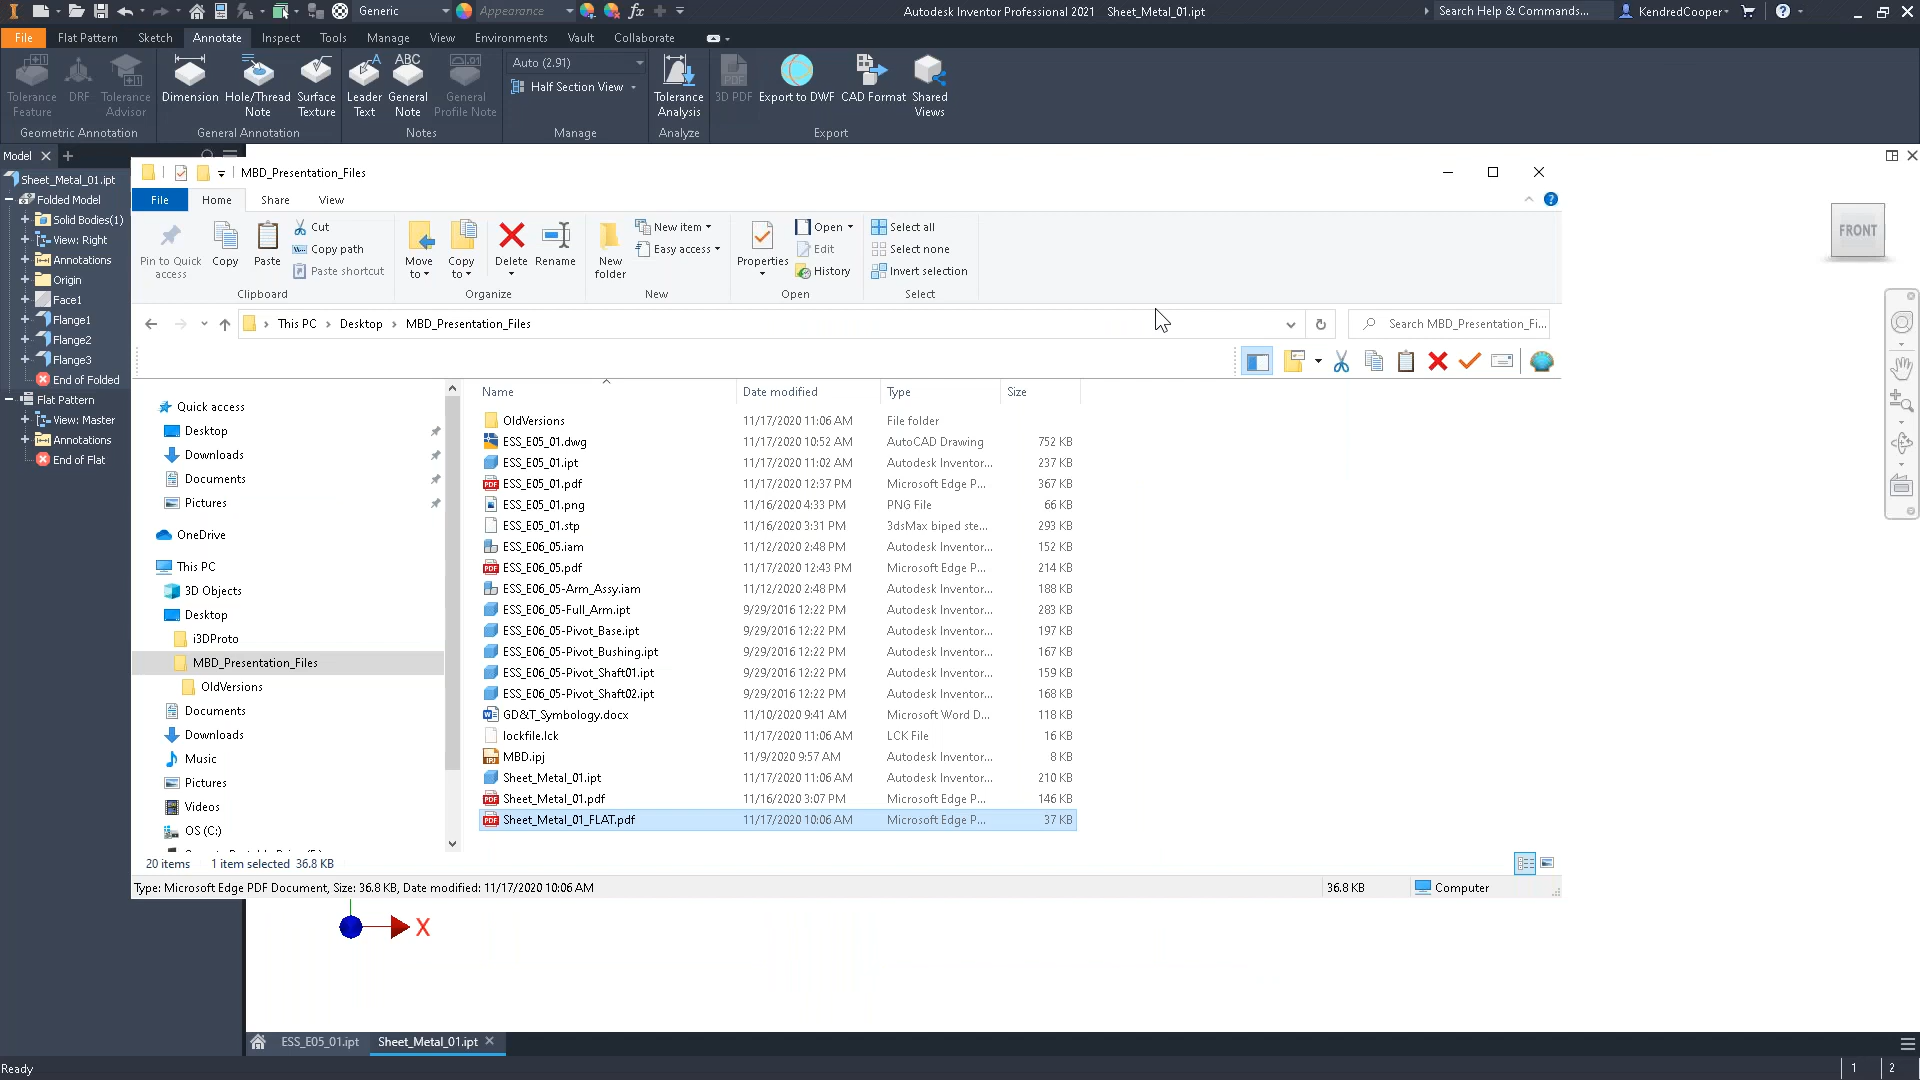 Generic
Appearance
Autodesk Inventor Professional 2021 Sheet_Metal_01.ipt
Search Help & Commands...
KendredCooper
File Flat Pattern Sketch Annotate Inspect Tools Manage View Environments Vault Collaborate
Tolerance Feature
DRF
Tolerance Advisor
Dimension
Hole/Thread Note
Surface Texture
Leader Text
ABC
General Note
General Profile Note
Auto (2.91)
Half Section View
Tolerance Analysis
3D PDF
Export to DWF
CAD Format
Shared Views
Geometric Annotation General Annotation Notes Manage Analyze Export
Model
Sheet_Metal_01.ipt
Folded Model
Solid Bodies(1)
View: Right
Annotations
Origin
Face1
Flange1
Flange2
Flange3
End of Folded
Flat Pattern
View: Master
Annotations
End of Flat
MBD_Presentation_Files
File Home Share View
Pin to Quick access
Copy
Paste
Cut
Copy path
Paste shortcut
Move to
Copy to
Delete
Rename
New folder
New item
Easy access
Properties
Open
Edit
History
Select all
Select none
Invert selection
Clipboard Organize New Open Select
This PC Desktop MBD_Presentation_Files
Search MBD_Presentation_Fi...
Quick access
Desktop
Downloads
Documents
Pictures
OneDrive
This PC
3D Objects
Desktop
i3DProto
MBD_Presentation_Files
OldVersions
Documents
Downloads
Music
Pictures
Videos
OS (C:)
Name Date modified Type Size
OldVersions 11/17/2020 11:06 AM File folder
ESS_E05_01.dwg 11/17/2020 10:52 AM AutoCAD Drawing 752 KB
ESS_E05_01.ipt 11/17/2020 11:02 AM Autodesk Inventor... 237 KB
ESS_E05_01.pdf 11/17/2020 12:37 PM Microsoft Edge P... 367 KB
ESS_E05_01.png 11/16/2020 4:33 PM PNG File 66 KB
ESS_E05_01.stp 11/16/2020 3:31 PM 3dsMax biped ste... 293 KB
ESS_E06_05.iam 11/12/2020 2:48 PM Autodesk Inventor... 152 KB
ESS_E06_05.pdf 11/17/2020 12:43 PM Microsoft Edge P... 214 KB
ESS_E06_05-Arm_Assy.iam 11/12/2020 2:48 PM Autodesk Inventor... 188 KB
ESS_E06_05-Full_Arm.ipt 9/29/2016 12:22 PM Autodesk Inventor... 283 KB
ESS_E06_05-Pivot_Base.ipt 9/29/2016 12:22 PM Autodesk Inventor... 197 KB
ESS_E06_05-Pivot_Bushing.ipt 9/29/2016 12:22 PM Autodesk Inventor... 167 KB
ESS_E06_05-Pivot_Shaft01.ipt 9/29/2016 12:22 PM Autodesk Inventor... 159 KB
ESS_E06_05-Pivot_Shaft02.ipt 9/29/2016 12:22 PM Autodesk Inventor... 168 KB
GD&T_Symbology.docx 11/10/2020 9:41 AM Microsoft Word D... 118 KB
lockfile.lck 11/17/2020 11:06 AM LCK File 16 KB
MBD.ipj 11/9/2020 9:57 AM Autodesk Inventor... 8 KB
Sheet_Metal_01.ipt 11/17/2020 11:06 AM Autodesk Inventor... 210 KB
Sheet_Metal_01.pdf 11/16/2020 3:07 PM Microsoft Edge P... 146 KB
Sheet_Metal_01_FLAT.pdf 11/17/2020 10:06 AM Microsoft Edge P... 37 KB
20 items 1 item selected 36.8 KB
Type: Microsoft Edge PDF Document, Size: 36.8 KB, Date modified: 11/17/2020 10:06 AM 36.8 KB Computer
FRONT
X
ESS_E05_01.ipt Sheet_Metal_01.ipt
Ready 1 2